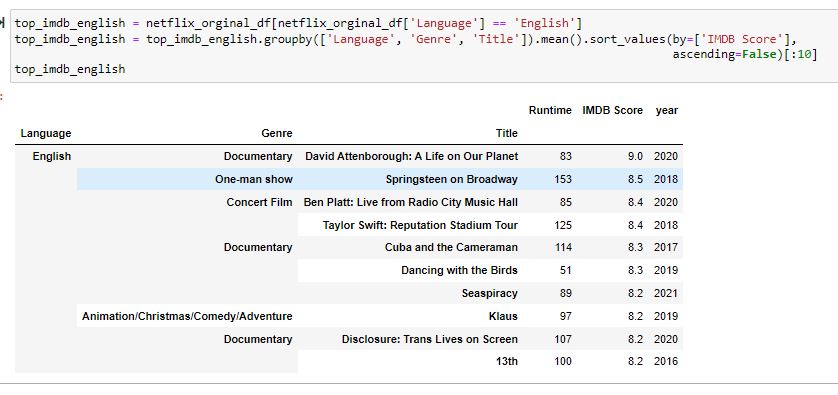 top_imdb_english = netflix_orginal_df[netflix_orginal_df['Language'] == 'English']
top_imdb_english = top_imdb_english.groupby(['Language', 'Genre', 'Title']).mean().sort_values(by=['IMDB Score'],
ascending=False)[:10]
top_imdb_english
Runtime IMDB Score year
Language Genre Title
English Documentary David Attenborough: A Life on Our Planet 83 9.0 2020
One-man show Springsteen on Broadway 153 8.5 2018
Concert Film Ben Platt: Live from Radio City Music Hall 85 8.4 2020
Taylor Swift: Reputation Stadium Tour 125 8.4 2018
Documentary Cuba and the Cameraman 114 8.3 2017
Dancing with the Birds 51 8.3 2019
Seaspiracy 89 8.2 2021
Animation/Christmas/Comedy/Adventure Klaus 97 8.2 2019
Documentary Disclosure: Trans Lives on Screen 107 8.2 2020
13th 100 8.2 2016